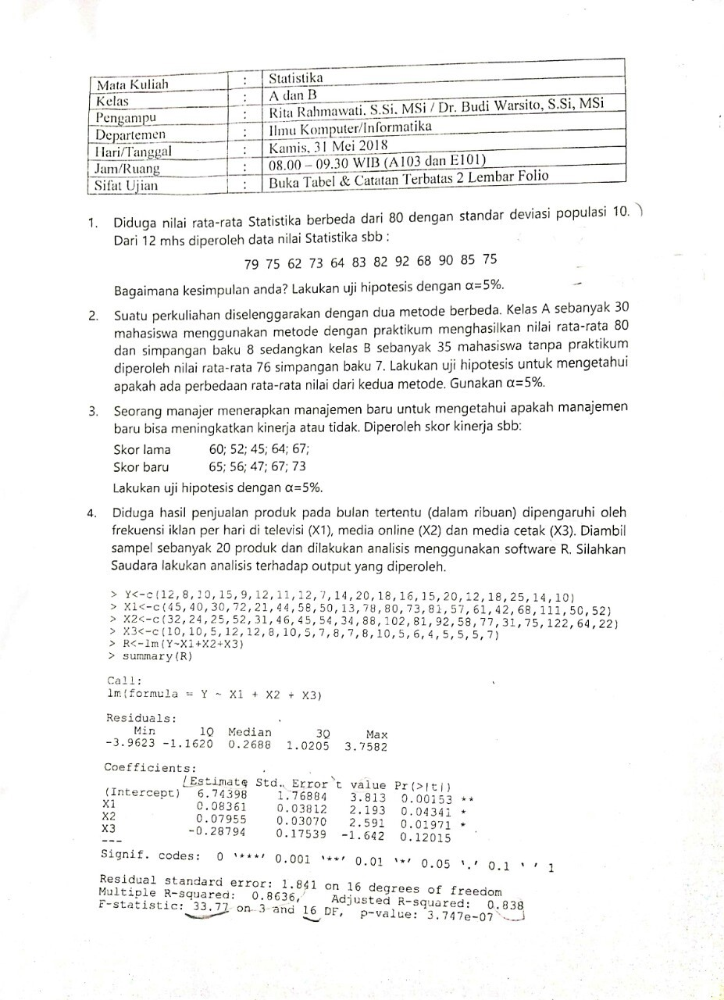 Mata Kuliah : Statistika
Kelas : A dan B
Pengampu : Rita Rahmawati. S.Si. MSi / Dr. Budi Warsito, S.Si, MSi
Departemen : Ilmu Komputer/Informatika
Hari/Tanggal : Kamis, 31 Mei 2018
Jam/Ruang : 08.00 – 09.30 WIB (A103 dan E101)
Sifat Ujian : Buka Tabel & Catatan Terbatas 2 Lembar Folio
1. Diduga nilai rata-rata Statistika berbeda dari 80 dengan standar deviasi populasi 10.
Dari 12 mhs diperoleh data nilai Statistika sbb :
79 75 62 73 64 83 82 92 68 90 85 75
Bagaimana kesimpulan anda? Lakukan uji hipotesis dengan α=5%.
2. Suatu perkuliahan diselenggarakan dengan dua metode berbeda. Kelas A sebanyak 30
mahasiswa menggunakan metode dengan praktikum menghasilkan nilai rata-rata 80
dan simpangan baku 8 sedangkan kelas B sebanyak 35 mahasiswa tanpa praktikum
diperoleh nilai rata-rata 76 simpangan baku 7. Lakukan uji hipotesis untuk mengetahui
apakah ada perbedaan rata-rata nilai dari kedua metode. Gunakan α=5%.
3. Seorang manajer menerapkan manajemen baru untuk mengetahui apakah manajemen
baru bisa meningkatkan kinerja atau tidak. Diperoleh skor kinerja sbb:
Skor lama 60; 52; 45; 64; 67;
Skor baru 65; 56; 47; 67; 73
Lakukan uji hipotesis dengan α=5%.
4. Diduga hasil penjualan produk pada bulan tertentu (dalam ribuan) dipengaruhi oleh
frekuensi iklan per hari di televisi (X1), media online (X2) dan media cetak (X3). Diambil
sampel sebanyak 20 produk dan dilakukan analisis menggunakan software R. Silahkan
Saudara lakukan analisis terhadap output yang diperoleh.
> Y<-c(12,8,10,15,9,12,11,12,7,14,20,18,16,15,20,12,18,25,14,10)
> X1<-c(45,40,30,72,21,44,58,50,13,78,80,73,81,57,61,42,68,111,50,52)
> X2<-c(32,24,25,52,31,46,45,54,34,88,102,81,92,58,77,31,75,122,64,22)
> X3<-c(10,10,5,12,12,8,10,5,7,8,7,8,10,5,6,4,5,5,5,7)
> R<-lm(Y~X1+X2+X3)
> summary(R)
Call:
lm(formula = Y ~ X1 + X2 + X3)
Residuals:
Min 1Q Median 3Q Max
-3.9623 -1.1620 0.2688 1.0205 3.7582
Coefficients:
Estimate Std. Error t value Pr(>|t|)
(Intercept) 6.74398 1.76884 3.813 0.00153 **
X1 0.08361 0.03812 2.193 0.04341 *
X2 0.07955 0.03070 2.591 0.01971 *
X3 -0.28794 0.17539 -1.642 0.12015
---
Signif. codes: 0 '***' 0.001 '**' 0.01 '*' 0.05 '.' 0.1 ' ' 1
Residual standard error: 1.841 on 16 degrees of freedom
Multiple R-squared: 0.8636, Adjusted R-squared: 0.838
F-statistic: 33.77 on 3 and 16 DF, p-value: 3.747e-07